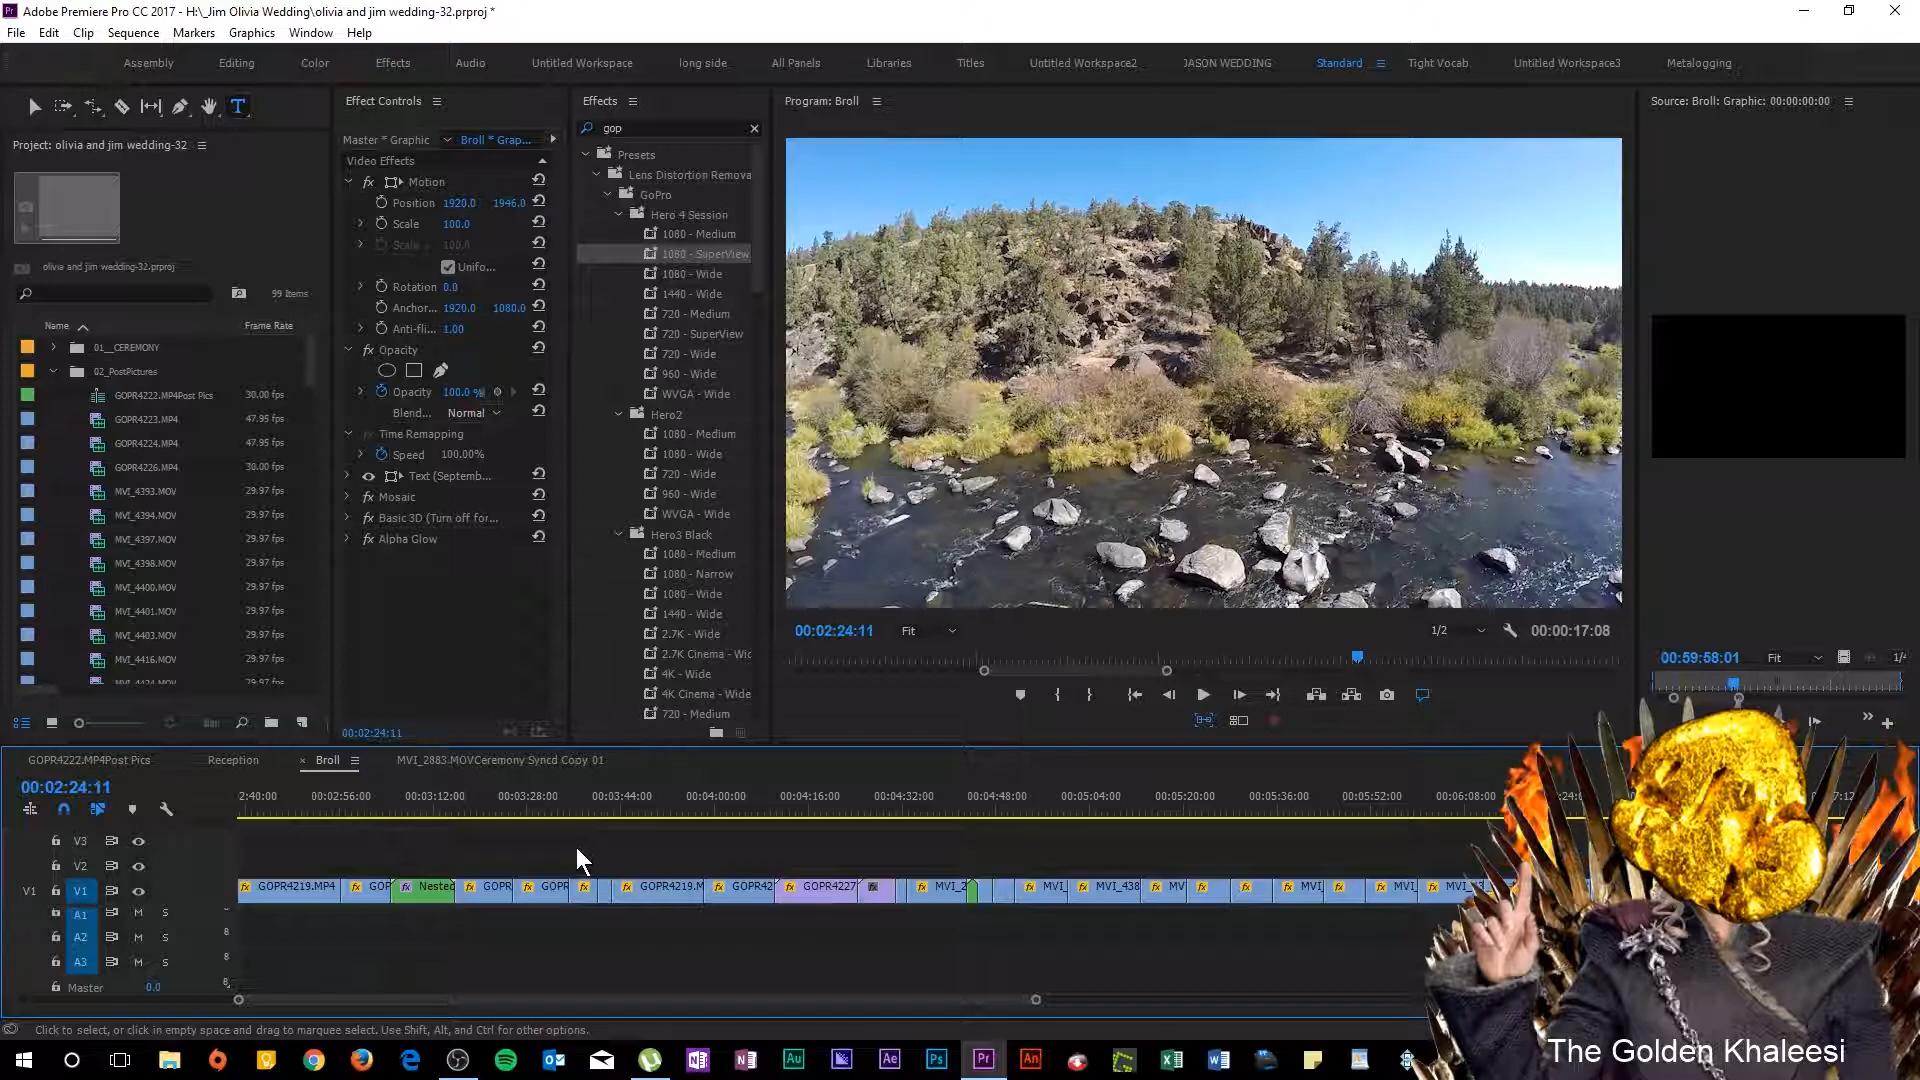 Adobe Premiere Pro CC 2017 - H:\_Jim Olivia Wedding\olivia and jim wedding-32.prproj *
File Edit Clip Sequence Markers Graphics Window Help
Assembly Editing Color Effects Audio Untitled Workspace long side All Panels Libraries Titles Untitled Workspace2 JASON WEDDING Standard Tight Vocab Untitled Workspace3 Metalogging
Project: olivia and jim wedding-32
olivia and jim wedding-32.prproj
99 Items
Name Frame Rate
01__CEREMONY
02_PostPictures
GOPR4222.MP4Post Pics 30.00 fps
GOPR4223.MP4 47.95 fps
GOPR4224.MP4 47.95 fps
GOPR4226.MP4 30.00 fps
MVI_4393.MOV 29.97 fps
MVI_4394.MOV 29.97 fps
MVI_4397.MOV 29.97 fps
MVI_4398.MOV 29.97 fps
MVI_4400.MOV 29.97 fps
MVI_4401.MOV 29.97 fps
MVI_4403.MOV 29.97 fps
MVI_4416.MOV 29.97 fps
MVI_4424.MOV 29.97 fps
Effect Controls
Master * Graphic Broll * Grap...
Video Effects
fx Motion
Position 1920.0 1946.0
Scale 100.0
Scale 100.0
Unifo...
Rotation 0.0
Anchor... 1920.0 1080.0
Anti-fli... 1.00
fx Opacity
Opacity 100.0 %
Blend... Normal
Time Remapping
Speed 100.00%
Text (Septemb...
fx Mosaic
fx Basic 3D (Turn off for...
fx Alpha Glow
00:02:24:11
Effects
gop
Presets
Lens Distortion Remova
GoPro
Hero 4 Session
1080 - Medium
1080 - SuperView
1080 - Wide
1440 - Wide
720 - Medium
720 - SuperView
720 - Wide
960 - Wide
WVGA - Wide
Hero2
1080 - Medium
1080 - Wide
720 - Wide
960 - Wide
WVGA - Wide
Hero3 Black
1080 - Medium
1080 - Narrow
1080 - Wide
1440 - Wide
2.7K - Wide
2.7K Cinema - Wic
4K - Wide
4K Cinema - Wide
720 - Medium
Program: Broll
00:02:24:11 Fit 1/2 00:00:17:08
Source: Broll: Graphic: 00:00:00:00
00:59:58:01 Fit
GOPR4222.MP4Post Pics Reception × Broll MVI_2883.MOVCeremony Syncd Copy 01
00:02:24:11
2:40:00 00:02:56:00 00:03:12:00 00:03:28:00 00:03:44:00 00:04:00:00 00:04:16:00 00:04:32:00 00:04:48:00 00:05:04:00 00:05:20:00 00:05:36:00 00:05:52:00 00:06:08:00
V3
V2
V1 V1
GOPR4219.MP4 GOP Nested GOPR GOPR GOPR4219.M GOPR42 GOPR4227 MVI_2 MVI_ MVI_438 MV MVI_ MVI_
A1 M S
A2 M S
A3 M S
Master 0.0
Click to select, or click in empty space and drag to marquee select. Use Shift, Alt, and Ctrl for other options.
Au Ae Ps Pr An
The Golden Khaleesi